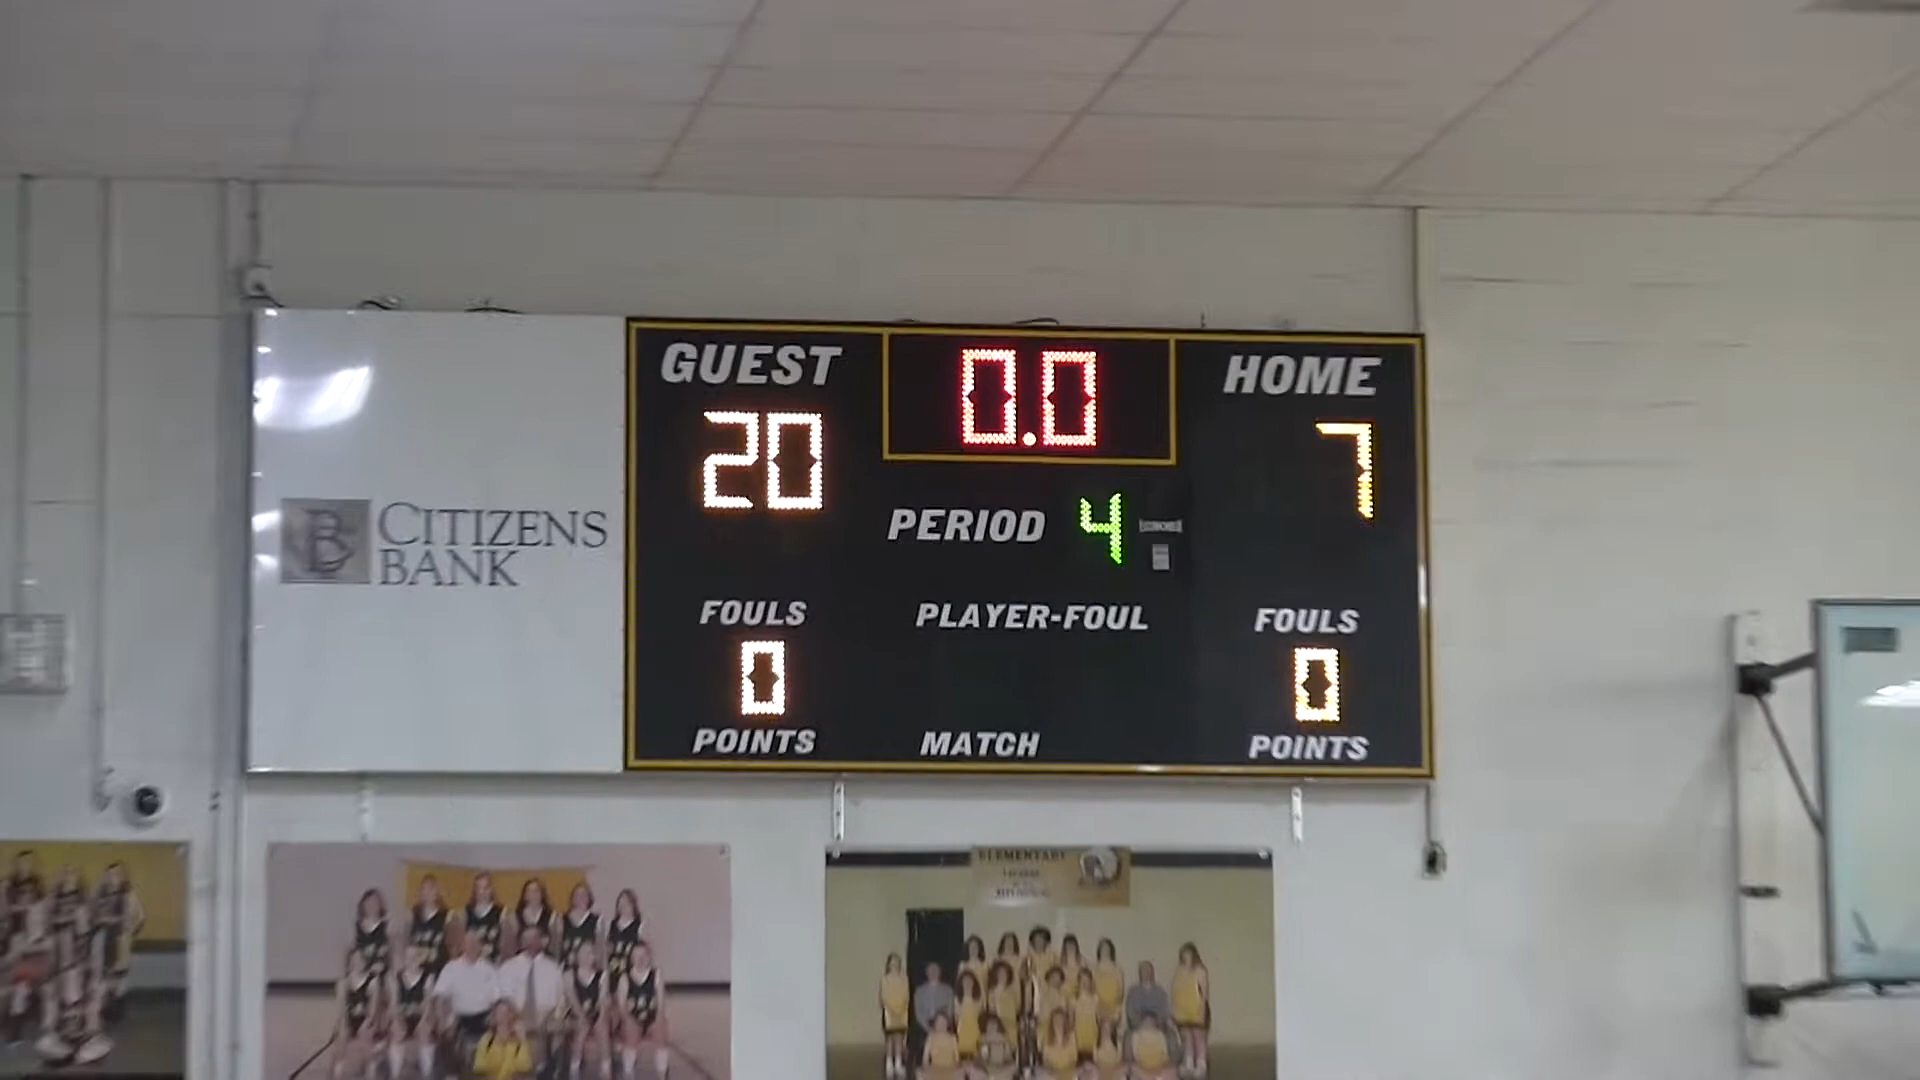 GUEST
0.0
HOME
20
7
PERIOD 4
CITIZENS
BANK
FOULS
PLAYER-FOUL
FOULS
0
0
POINTS
MATCH
POINTS
ELEMENTARY